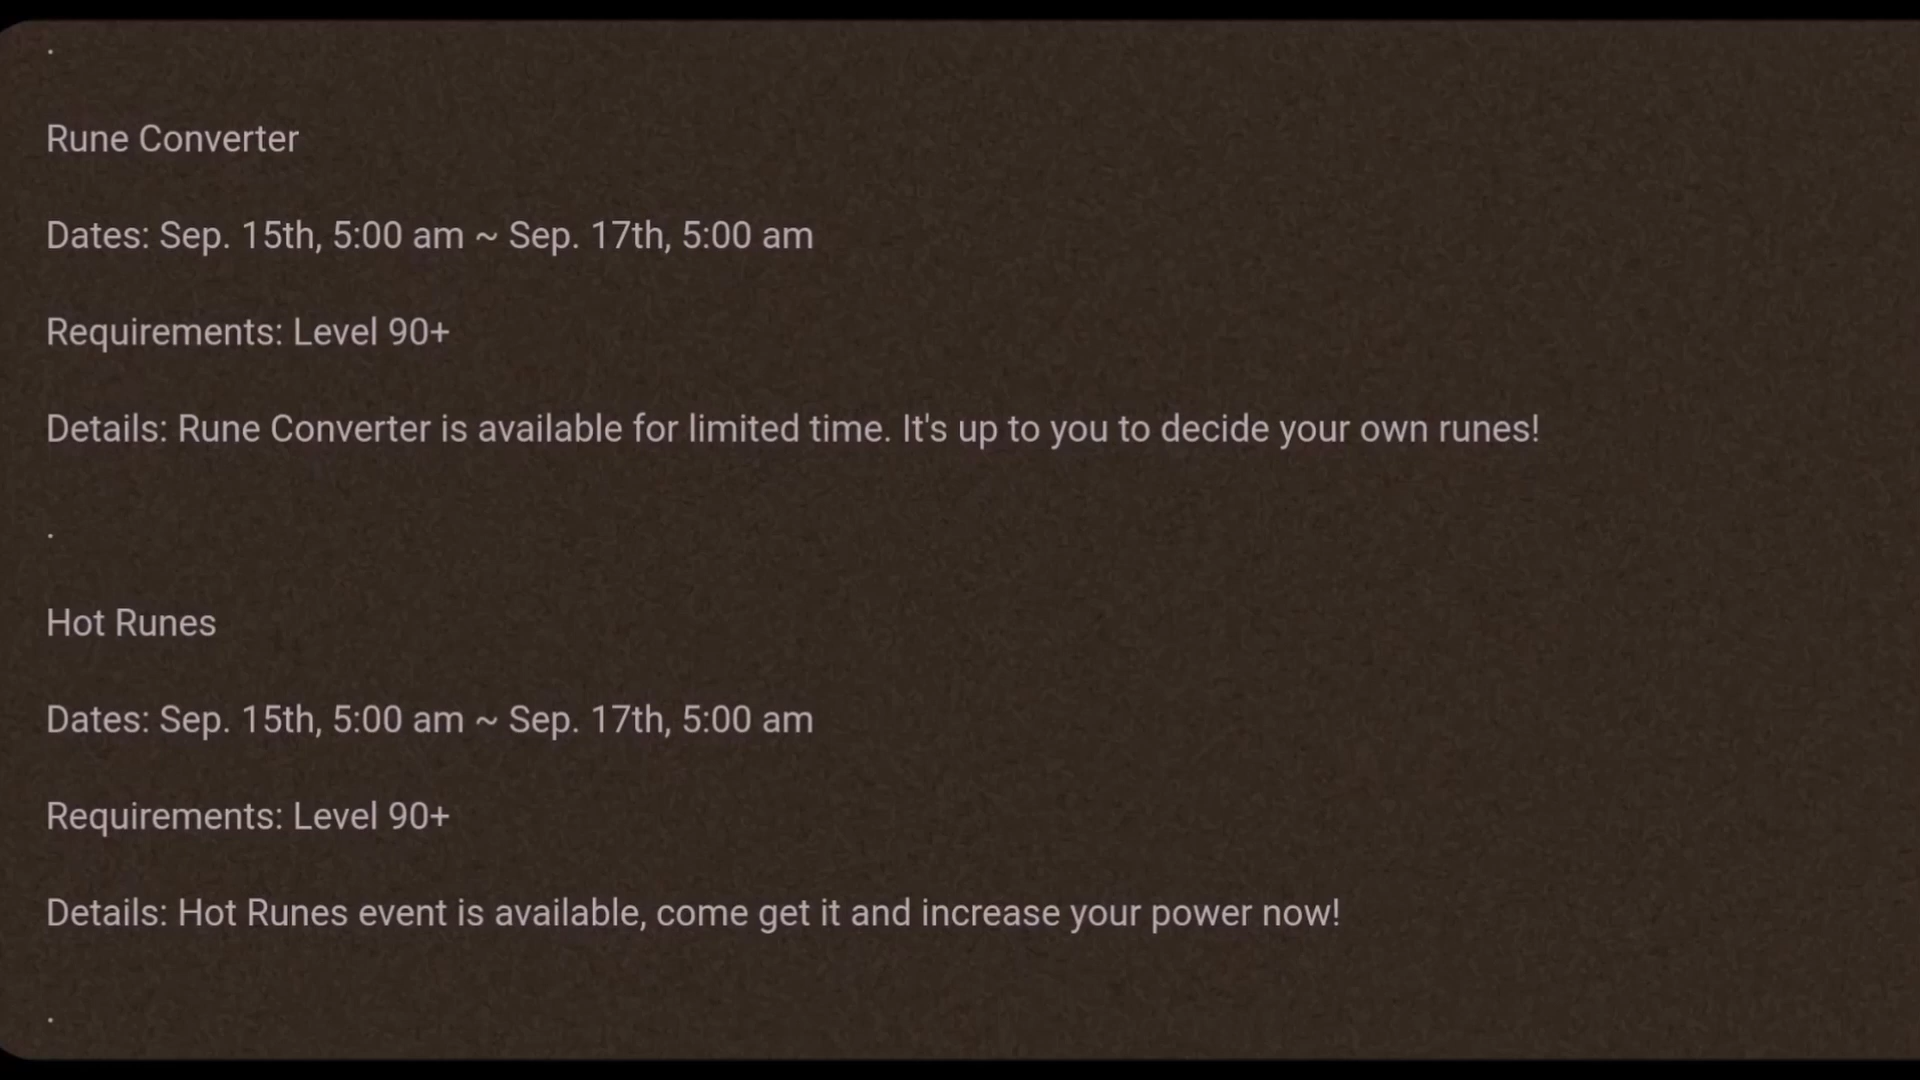 .
Rune Converter
Dates: Sep. 15th, 5:00 am ~ Sep. 17th, 5:00 am
Requirements: Level 90+
Details: Rune Converter is available for limited time. It's up to you to decide your own runes!
.
Hot Runes
Dates: Sep. 15th, 5:00 am ~ Sep. 17th, 5:00 am
Requirements: Level 90+
Details: Hot Runes event is available, come get it and increase your power now!
.